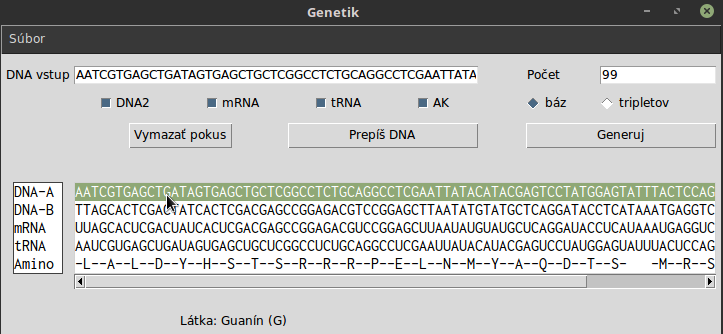 Genetik
Súbor
DNA vstup AATCGTGAGCTGATAGTGAGCTGCTCGGCCTCTGCAGGCCTCGAATTATA Počet 99
DNA2 mRNA tRNA AK báz tripletov
Vymazať pokus Prepíš DNA Generuj
DNA-A AATCGTGAGCTGATAGTGAGCTGCTCGGCCTCTGCAGGCCTCGAATTATACATACGAGTCCTATGGAGTATTTACTCCAG
DNA-B TTAGCACTCGACTATCACTCGACGAGCCGGAGACGTCCGGAGCTTAATATGTATGCTCAGGATACCTCATAAATGAGGTC
mRNA UUAGCACUCGACUAUCACUCGACGAGCCGGAGACGUCCGGAGCUUAAUAUGUAUGCUCAGGAUACCUCAUAAAUGAGGUC
tRNA AAUCGUGAGCUGAUAGUGAGCUGCUCGGCCUCUGCAGGCCUCGAAUUAUACAUACGAGUCCUAUGGAGUAUUUACUCCAG
Amino -L--A--L--D--Y--H--S--T--S--R--R--R--P--E--L--N--M--Y--A--Q--D--T--S-   -M--R--S
Látka: Guanín (G)